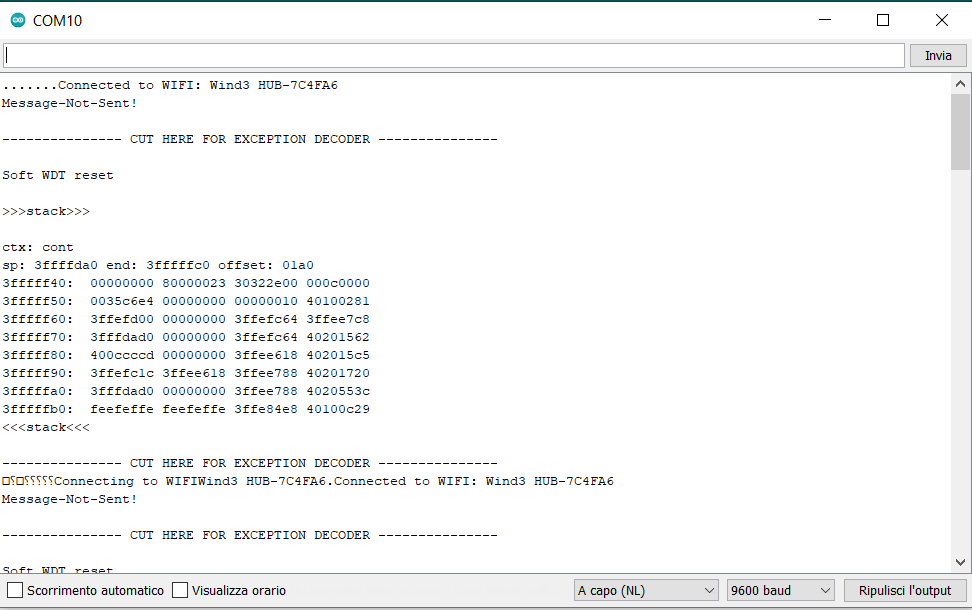 COM10
Invia
.......Connected to WIFI: Wind3 HUB-7C4FA6
Message-Not-Sent!
--------------- CUT HERE FOR EXCEPTION DECODER ---------------
Soft WDT reset
>>>stack>>>
ctx: cont
sp: 3ffffda0 end: 3fffffc0 offset: 01a0
3fffff40:  00000000 80000023 30322e00 000c0000
3fffff50:  0035c6e4 00000000 00000010 40100281
3fffff60:  3ffefd00 00000000 3ffefc64 3ffee7c8
3fffff70:  3fffdad0 00000000 3ffefc64 40201562
3fffff80:  400ccccd 00000000 3ffee618 402015c5
3fffff90:  3ffefc1c 3ffee618 3ffee788 40201720
3fffffa0:  3fffdad0 00000000 3ffee788 4020553c
3fffffb0:  feefeffe feefeffe 3ffe84e8 40100c29
<<<stack<<<
--------------- CUT HERE FOR EXCEPTION DECODER ---------------
□⸮□⸮⸮⸮⸮⸮Connecting to WIFIWind3 HUB-7C4FA6.Connected to WIFI: Wind3 HUB-7C4FA6
Message-Not-Sent!
--------------- CUT HERE FOR EXCEPTION DECODER ---------------
Soft WDT reset
Scorrimento automatico Visualizza orario A capo (NL) 9600 baud Ripulisci l'output